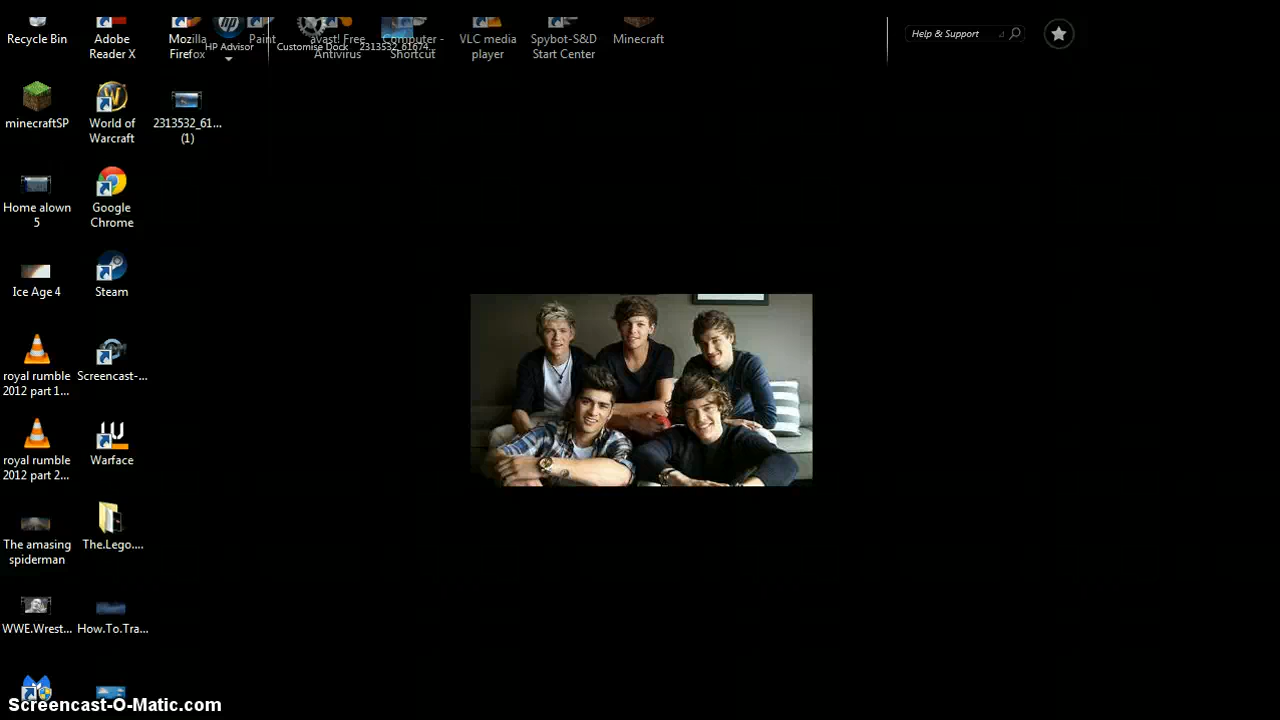 Recycle Bin
Adobe
Reader X
Mozilla
Firefox
HP Advisor
Paint
Customise Dock
avast! Free
Antivirus
2313532_61674...
Computer -
Shortcut
VLC media
player
Spybot-S&D
Start Center
Minecraft
Help & Support
minecraftSP
World of
Warcraft
2313532_61...
(1)
Home alown
5
Google
Chrome
Ice Age 4
Steam
royal rumble
2012 part 1...
Screencast-...
royal rumble
2012 part 2...
Warface
The amasing
spiderman
The.Lego....
WWE.Wrest...
How.To.Tra...
Screencast-O-Matic.com